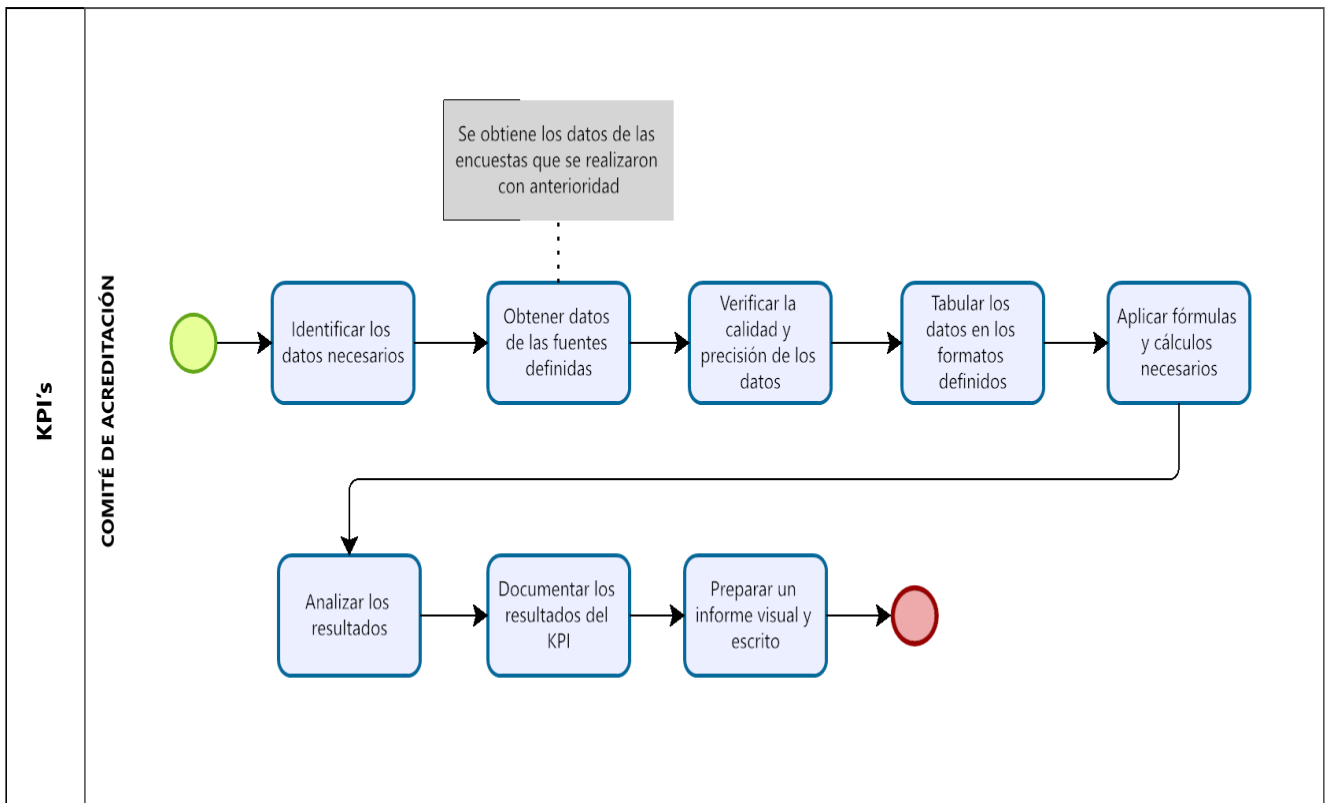 KPI's
COMITÉ DE ACREDITACIÓN
Se obtiene los datos de las
encuestas que se realizaron
con anterioridad
Identificar los
datos necesarios
Obtener datos
de las fuentes
definidas
Verificar la
calidad y
precisión de los
datos
Tabular los
datos en los
formatos
definidos
Aplicar fórmulas
y cálculos
necesarios
Analizar los
resultados
Documentar los
resultados del
KPI
Preparar un
informe visual y
escrito